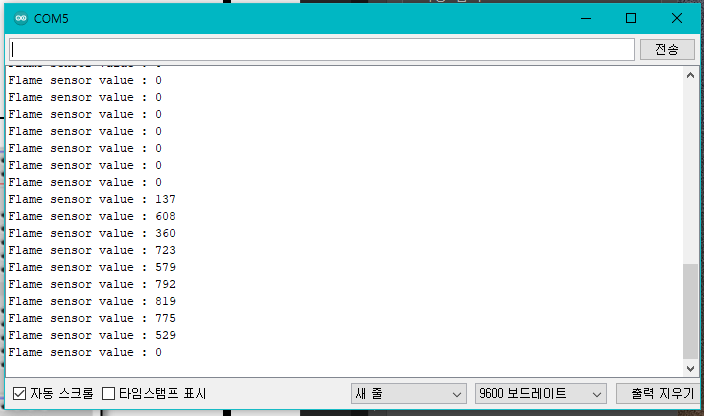 COM5
전송
Flame sensor value : 0
Flame sensor value : 0
Flame sensor value : 0
Flame sensor value : 0
Flame sensor value : 0
Flame sensor value : 0
Flame sensor value : 0
Flame sensor value : 137
Flame sensor value : 608
Flame sensor value : 360
Flame sensor value : 723
Flame sensor value : 579
Flame sensor value : 792
Flame sensor value : 819
Flame sensor value : 775
Flame sensor value : 529
Flame sensor value : 0
자동 스크롤 타임스탬프 표시 새 줄 9600 보드레이트 출력 지우기